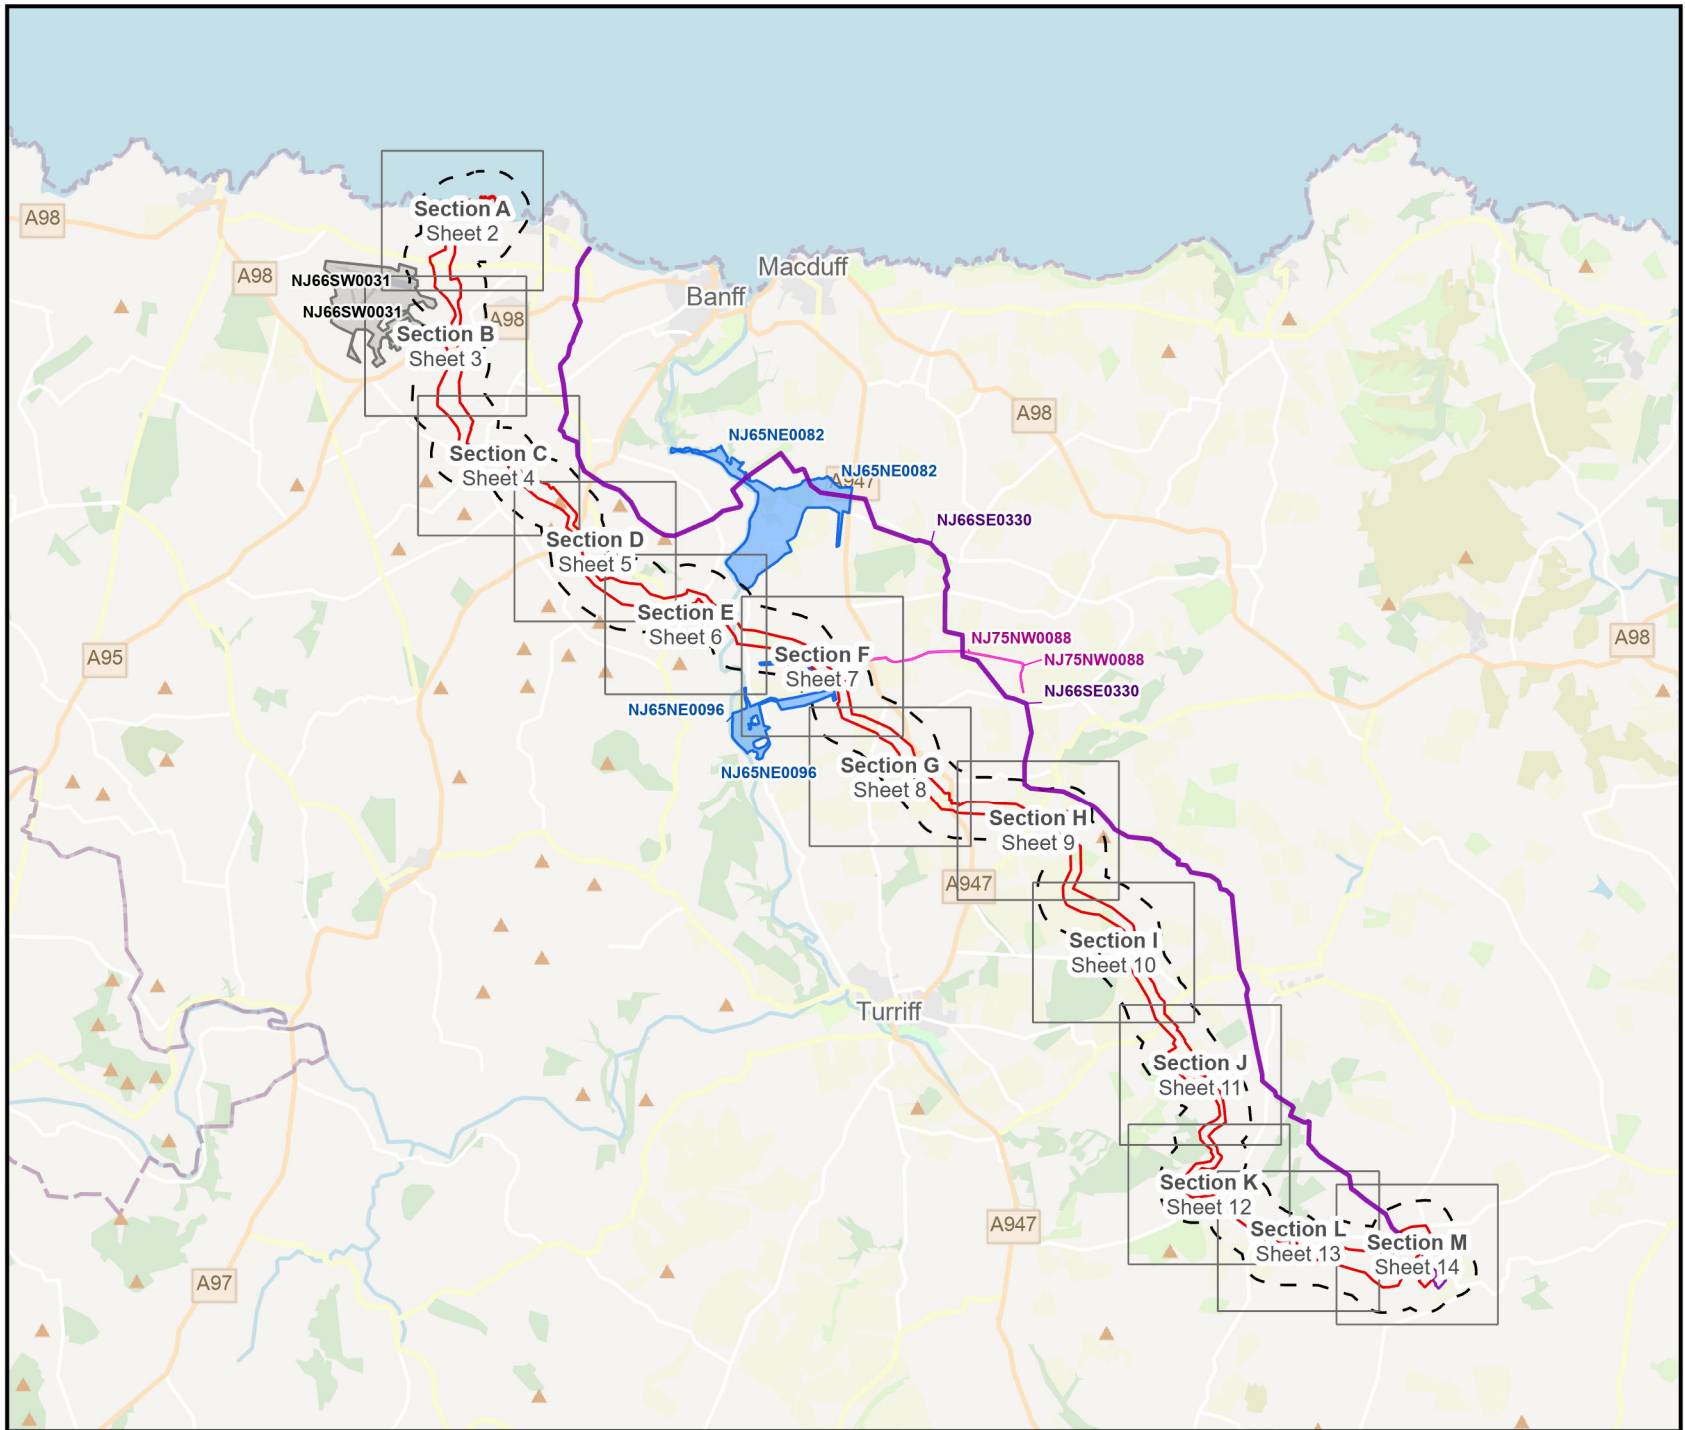 Section A
Sheet 2
A98
Macduff
A98
NJ66SW0031
Banff
NJ66SW0031
A98
Section B
Sheet 3
A98
NJ65NE0082
Section C
Sheet 4
NJ65NE0082
A947
NJ66SE0330
Section D
Sheet 5
Section E
Sheet 6
NJ75NW0088
A98
A95
Section F
Sheet 7
NJ75NW0088
NJ66SE0330
NJ65NE0096
Section G
Sheet 8
NJ65NE0096
Section H
Sheet 9
A947
Section I
Sheet 10
Turriff
Section J
Sheet 11
Section K
Sheet 12
A947
Section L
Sheet 13
Section M
Sheet 14
A97